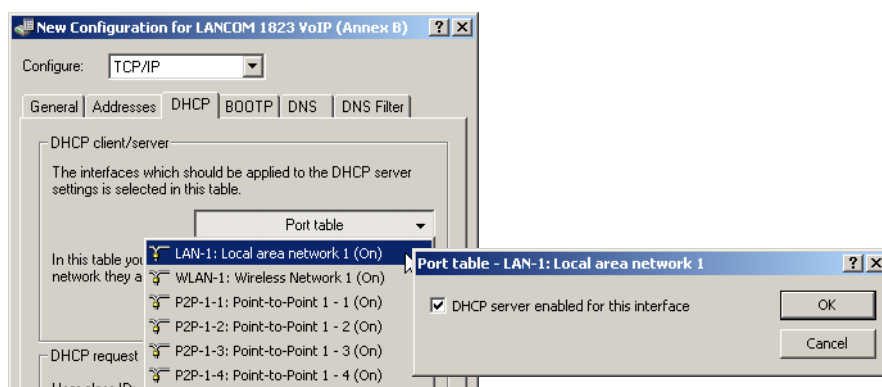 New Configuration for LANCOM 1823 VoIP (Annex B)
Configure: TCP/IP
General Addresses DHCP BOOTP DNS DNS Filter
DHCP client/server
The interfaces which should be applied to the DHCP server
settings is selected in this table.
Port table
In this table you
network they a
LAN-1: Local area network 1 (On)
WLAN-1: Wireless Network 1 (On)
P2P-1-1: Point-to-Point 1 - 1 (On)
P2P-1-2: Point-to-Point 1 - 2 (On)
P2P-1-3: Point-to-Point 1 - 3 (On)
P2P-1-4: Point-to-Point 1 - 4 (On)
DHCP request
Port table - LAN-1: Local area network 1
DHCP server enabled for this interface
OK
Cancel